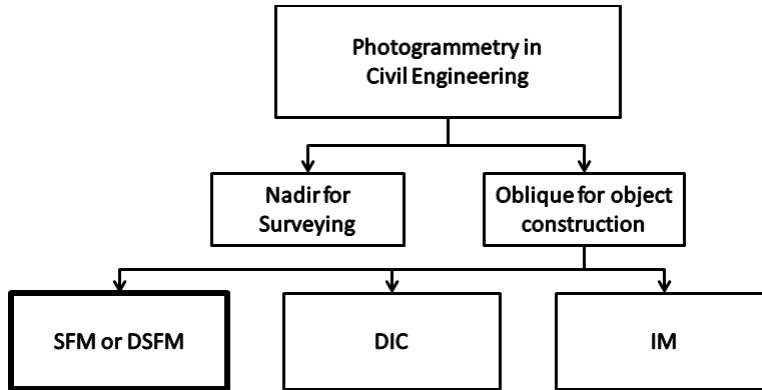 Photogrammetry in
Civil Engineering
Nadir for
Surveying
Oblique for object
construction
SFM or DSFM
DIC
IM